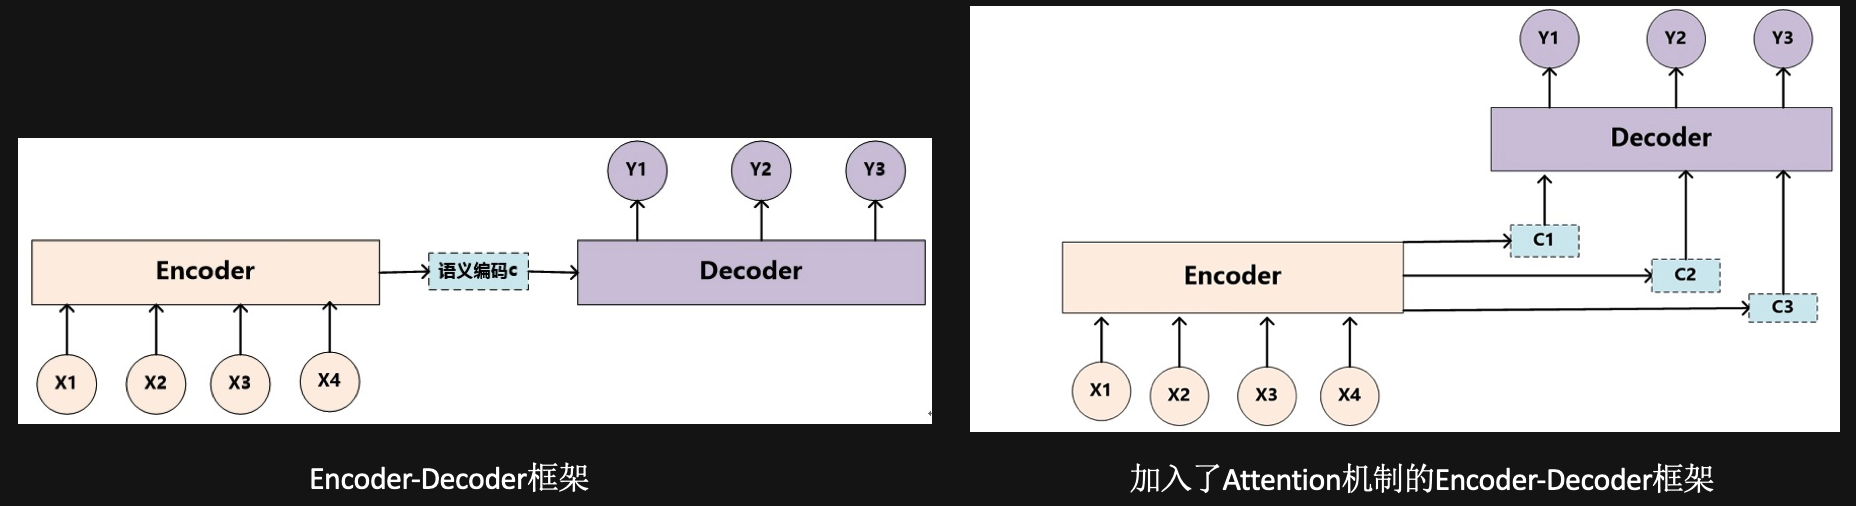 Y1 Y2 Y3
Encoder 语义编码c Decoder
X1 X2 X3 X4
Encoder-Decoder框架
Y1 Y2 Y3
Decoder
C1
Encoder C2
C3
X1 X2 X3 X4
加入了Attention机制的Encoder-Decoder框架